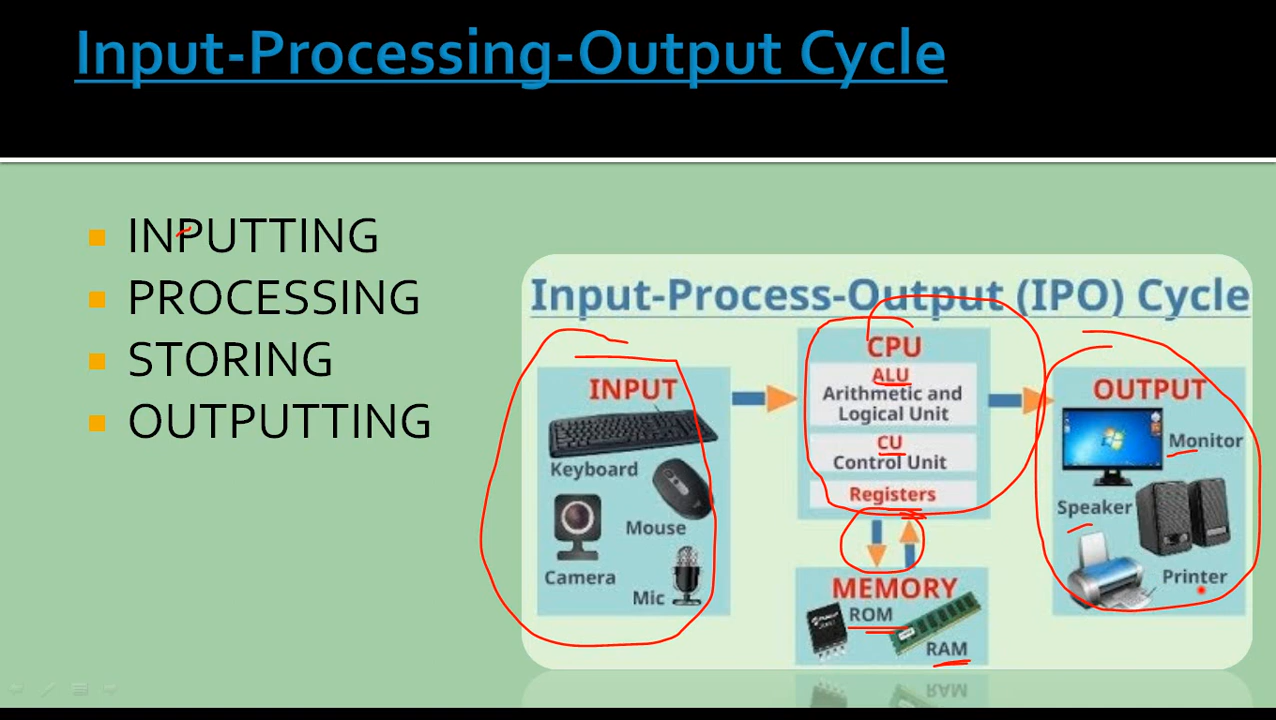 Input-Processing-Output Cycle
INPUTTING
PROCESSING
STORING
OUTPUTTING
Input-Process-Output (IPO) Cycle
INPUT
Keyboard
Mouse
Camera
Mic
CPU
ALU
Arithmetic and
Logical Unit
CU
Control Unit
Registers
MEMORY
ROM
RAM
OUTPUT
Monitor
Speaker
Printer